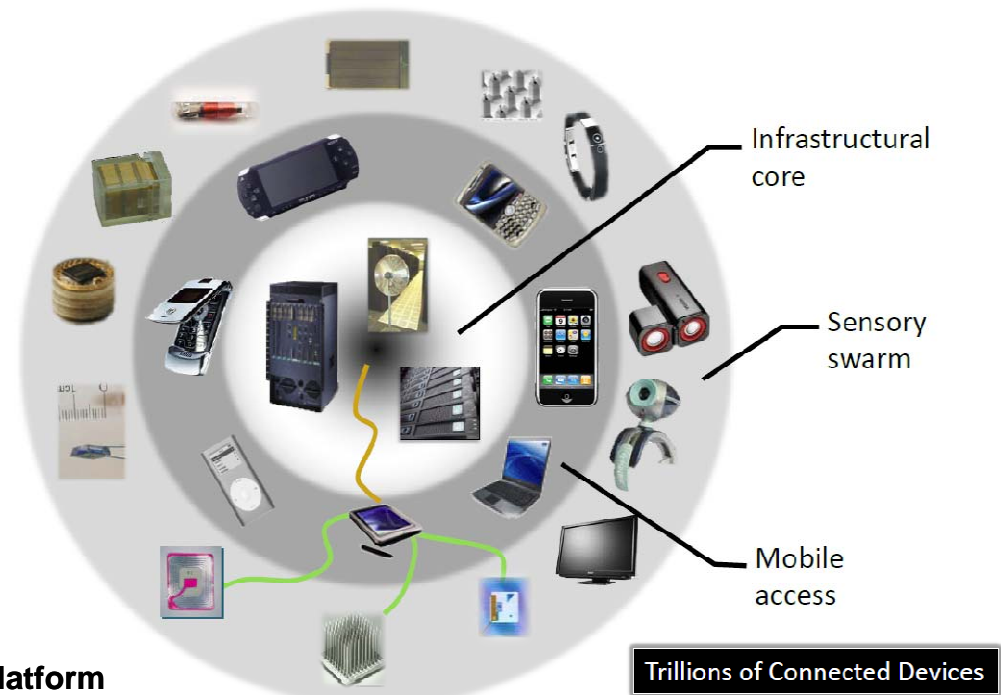 Infrastructural
core
Sensory
swarm
Mobile
access
latform
Trillions of Connected Devices